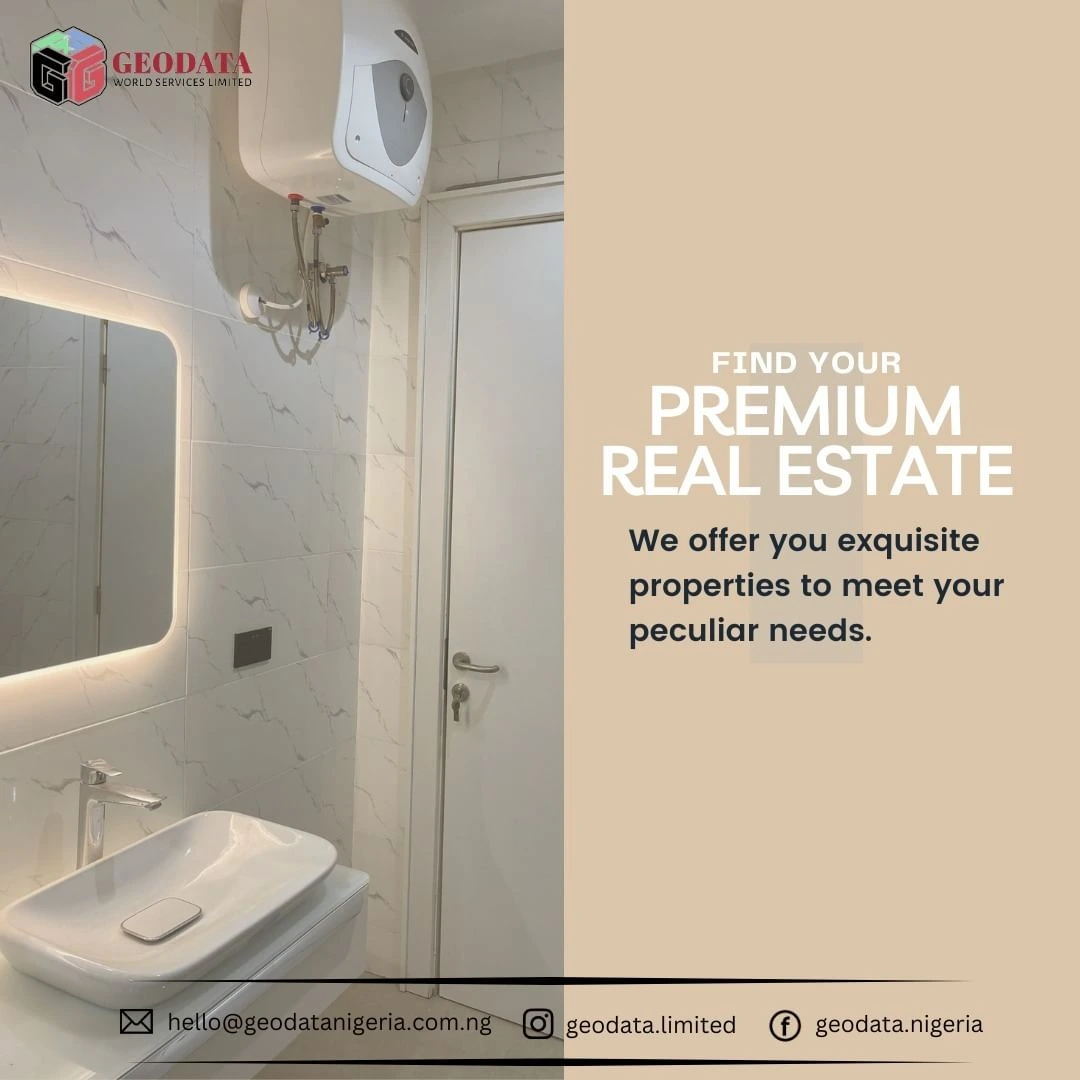 GEODATA
WORLD SERVICES LIMITED
FIND YOUR
PREMIUM
REAL ESTATE
We offer you exquisite
properties to meet your
peculiar needs.
hello@geodatanigeria.com.ng geodata.limited geodata.nigeria